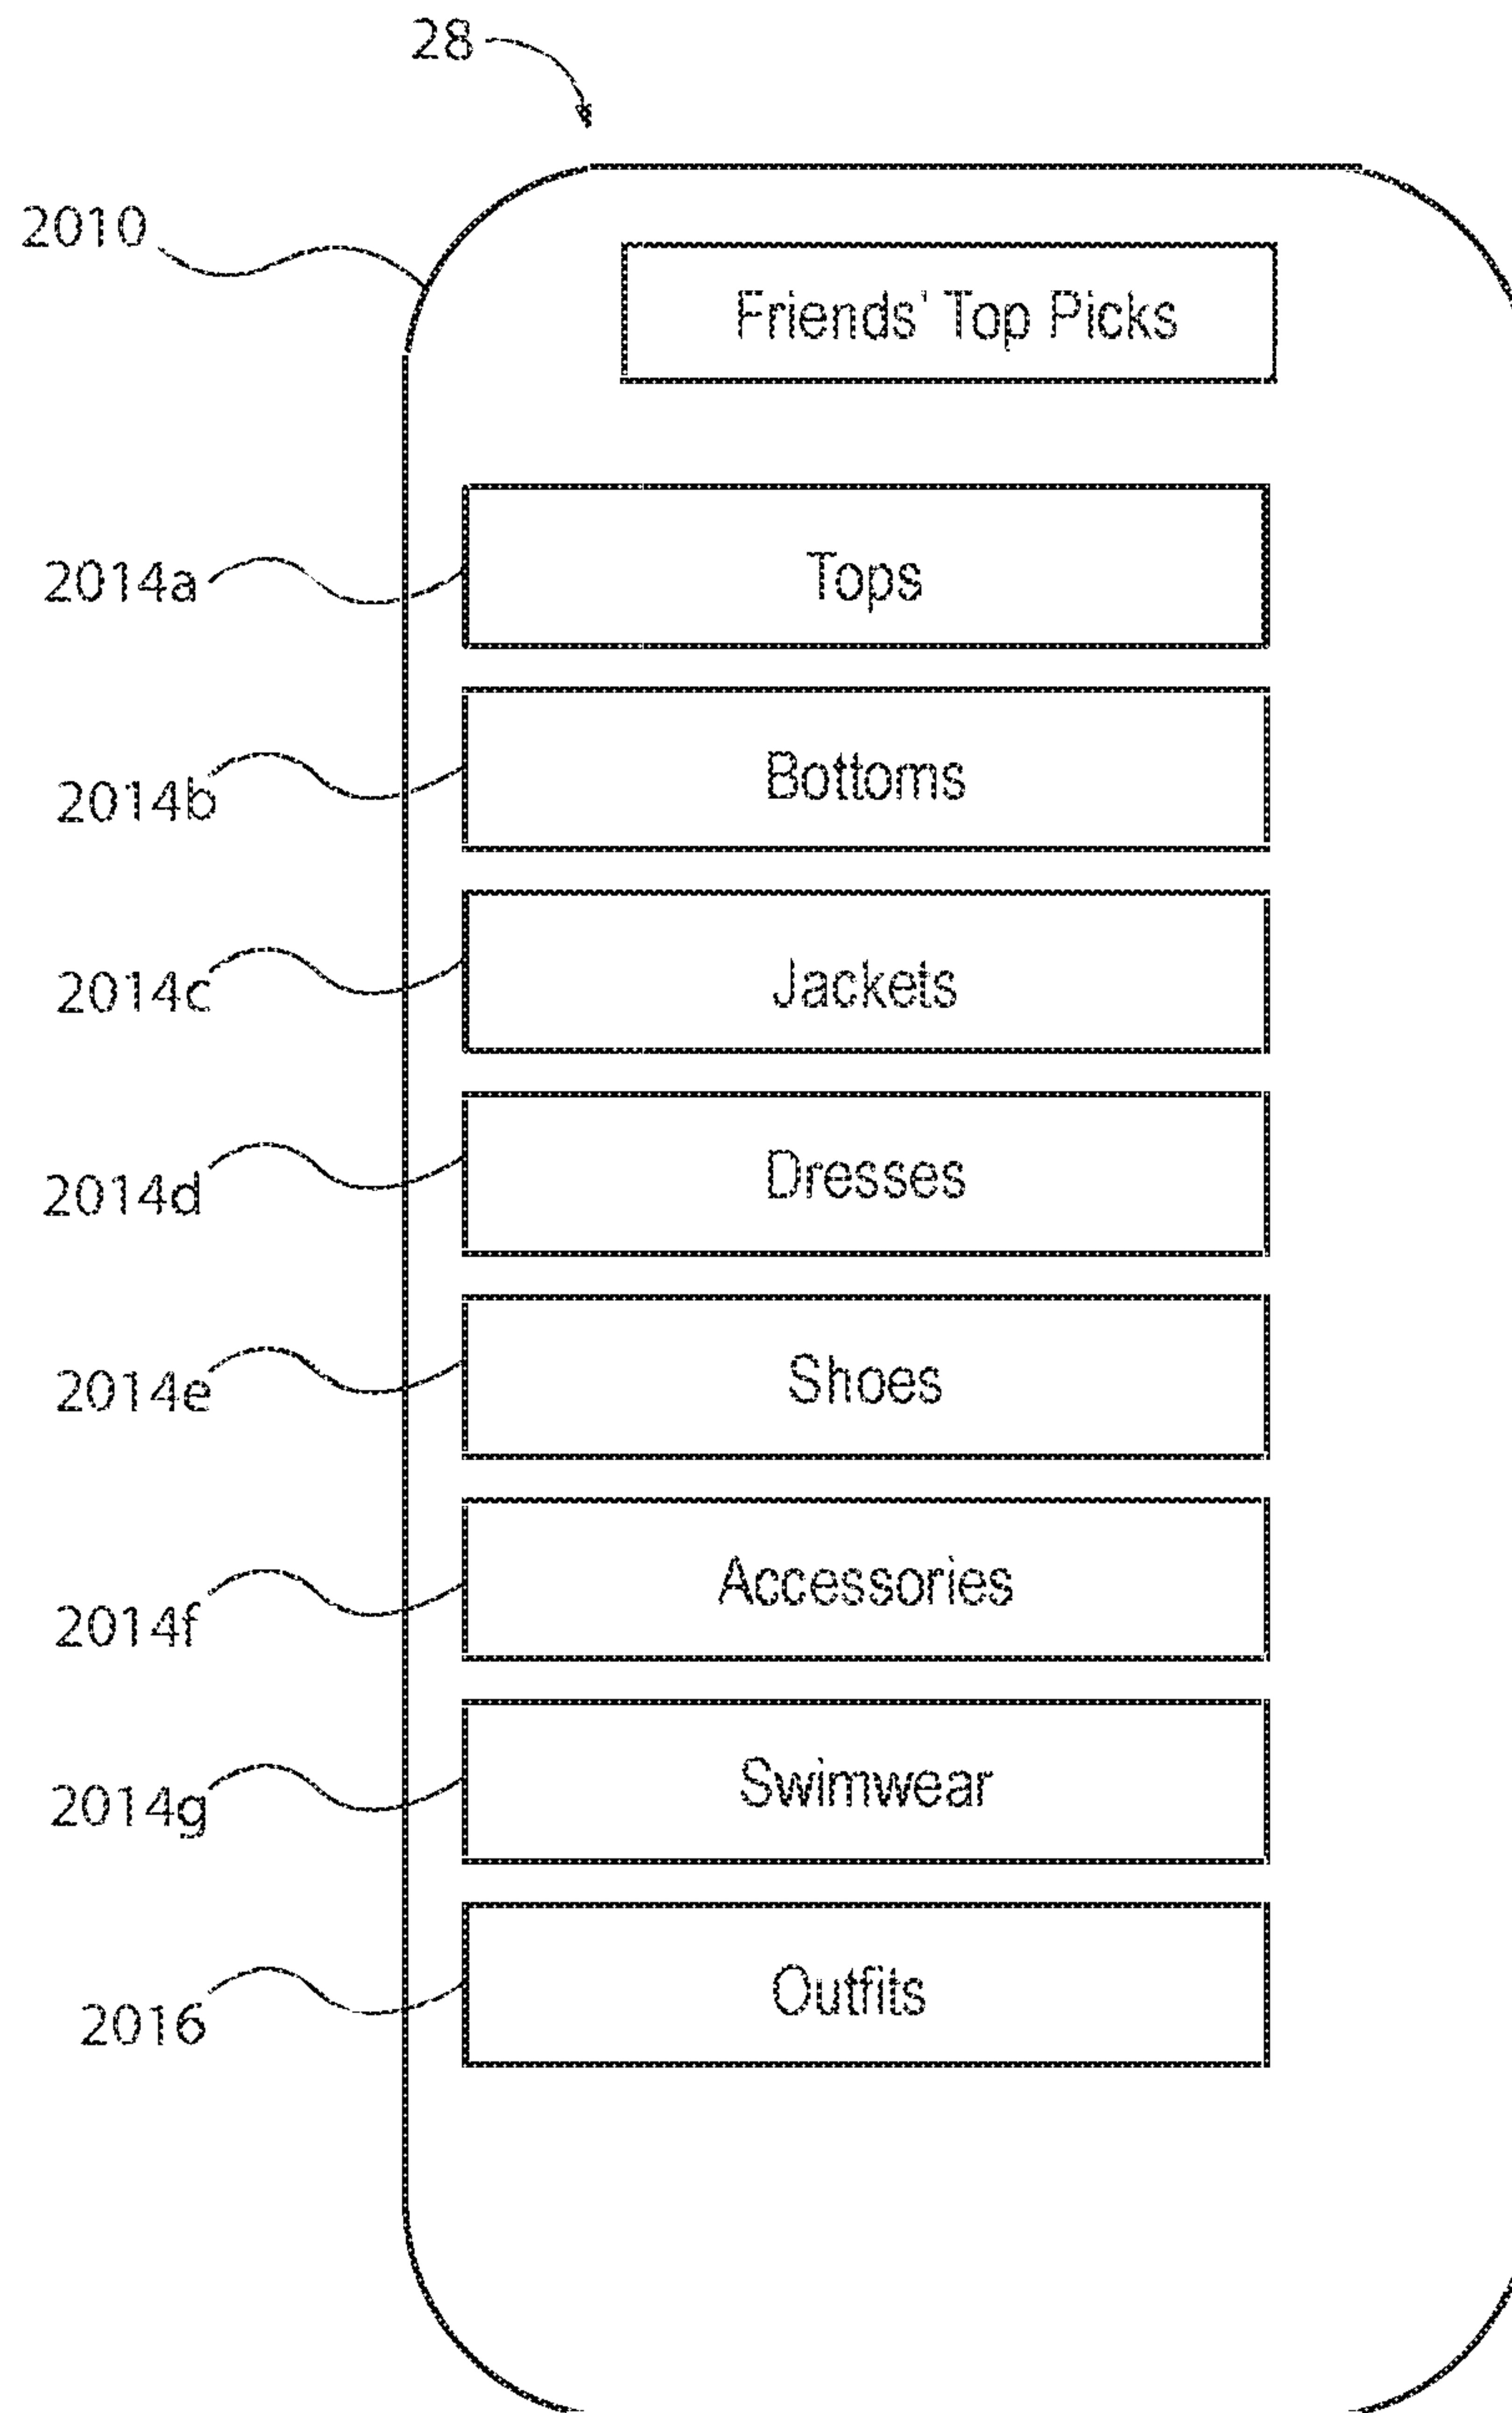 28
2010
Friends' Top Picks
2014a
Tops
2014b
Bottoms
2014c
Jackets
2014d
Dresses
2014e
Shoes
2014f
Accessories
2014g
Swimwear
2016
Outfits